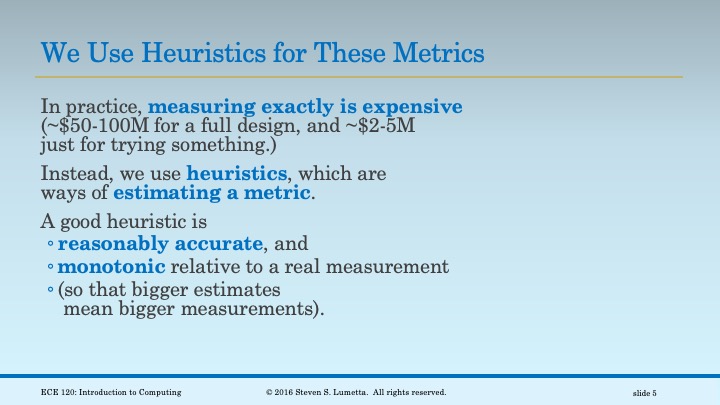 We Use Heuristics for These Metrics
In practice, measuring exactly is expensive
(~$50-100M for a full design, and ~$2-5M
just for trying something.)
Instead, we use heuristics, which are
ways of estimating a metric.
A good heuristic is
◦ reasonably accurate, and
◦ monotonic relative to a real measurement
◦ (so that bigger estimates
mean bigger measurements).
ECE 120: Introduction to Computing
© 2016 Steven S. Lumetta.  All rights reserved.
slide 5